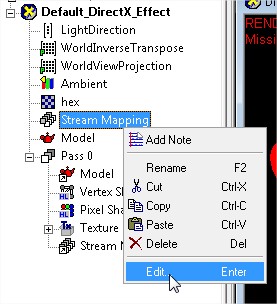 Default_DirectX_Effect
LightDirection
WorldInverseTranspose
WorldViewProjection
Ambient
hex
Stream Mapping
Model
Pass 0
Model
Vertex Sh
Pixel Shad
Texture
Stream M
Add Note
Rename F2
Cut Ctrl-X
Copy Ctrl-C
Paste Ctrl-V
Delete Del
Edit. Enter
REND
Missi